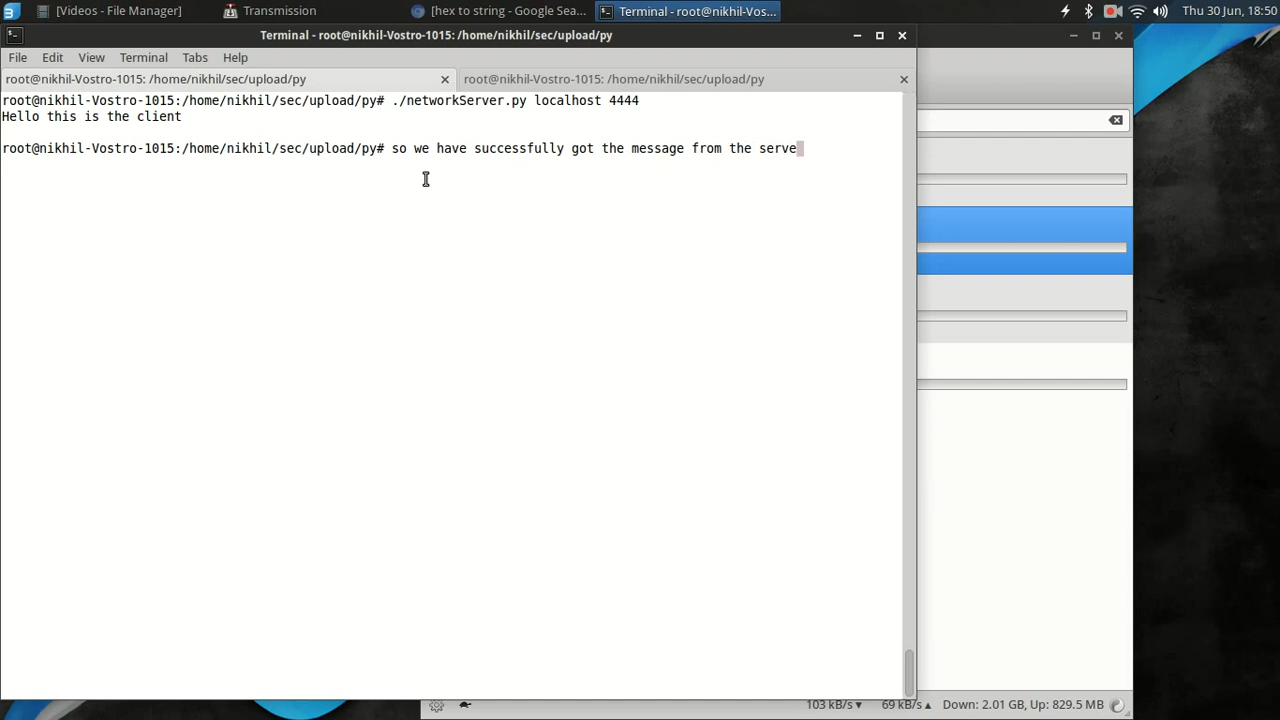 [Videos - File Manager] Transmission [hex to string - Google Sea... Terminal - root@nikhil-Vos... Thu 30 Jun, 18:50
Terminal - root@nikhil-Vostro-1015: /home/nikhil/sec/upload/py
File Edit View Terminal Tabs Help
root@nikhil-Vostro-1015: /home/nikhil/sec/upload/py root@nikhil-Vostro-1015: /home/nikhil/sec/upload/py
root@nikhil-Vostro-1015:/home/nikhil/sec/upload/py# ./networkServer.py localhost 4444
Hello this is the client
root@nikhil-Vostro-1015:/home/nikhil/sec/upload/py# so we have successfully got the message from the serve
103 kB/s 69 kB/s Down: 2.01 GB, Up: 829.5 MB